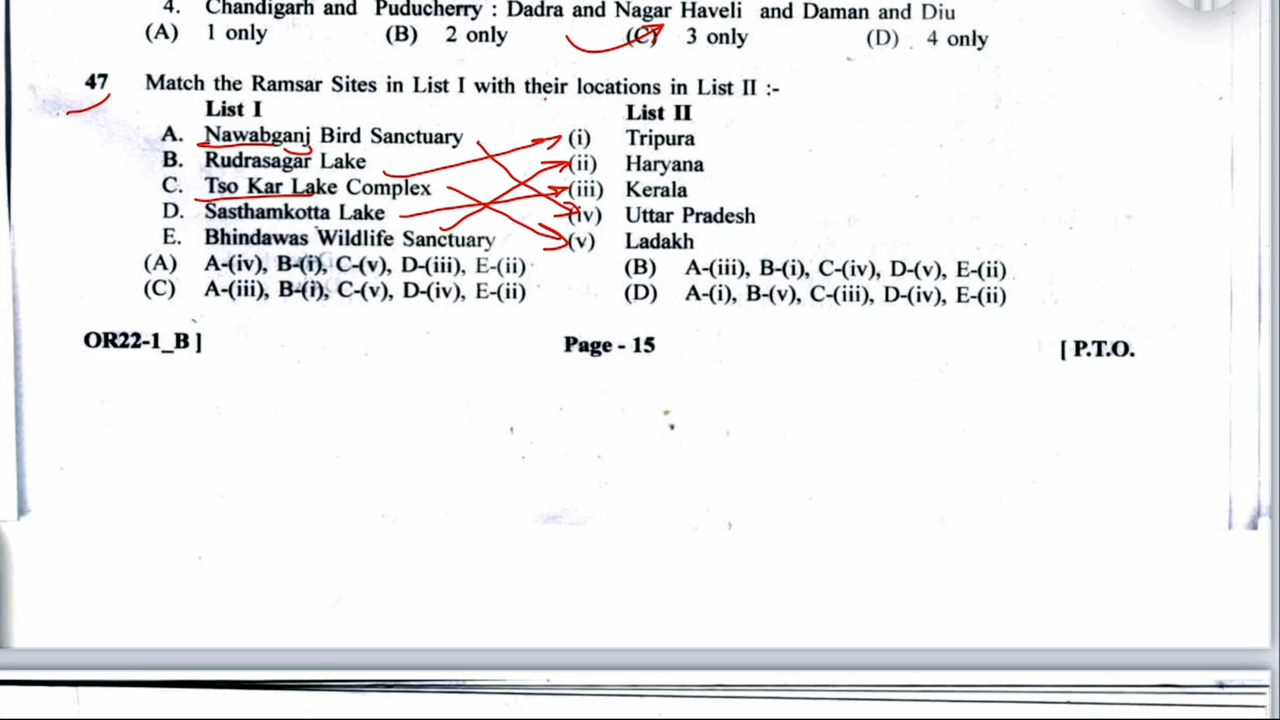 4. Chandigarh and Puducherry : Dadra and Nagar Haveli and Daman and Diu
(A) 1 only (B) 2 only (C) 3 only (D) 4 only
47 Match the Ramsar Sites in List I with their locations in List II :-
List I List II
A. Nawabganj Bird Sanctuary (i) Tripura
B. Rudrasagar Lake (ii) Haryana
C. Tso Kar Lake Complex (iii) Kerala
D. Sasthamkotta Lake (iv) Uttar Pradesh
E. Bhindawas Wildlife Sanctuary (v) Ladakh
(A) A-(iv), B-(i), C-(v), D-(iii), E-(ii) (B) A-(iii), B-(i), C-(iv), D-(v), E-(ii)
(C) A-(iii), B-(i), C-(v), D-(iv), E-(ii) (D) A-(i), B-(v), C-(iii), D-(iv), E-(ii)
OR22-1_B ] Page - 15 [ P.T.O.